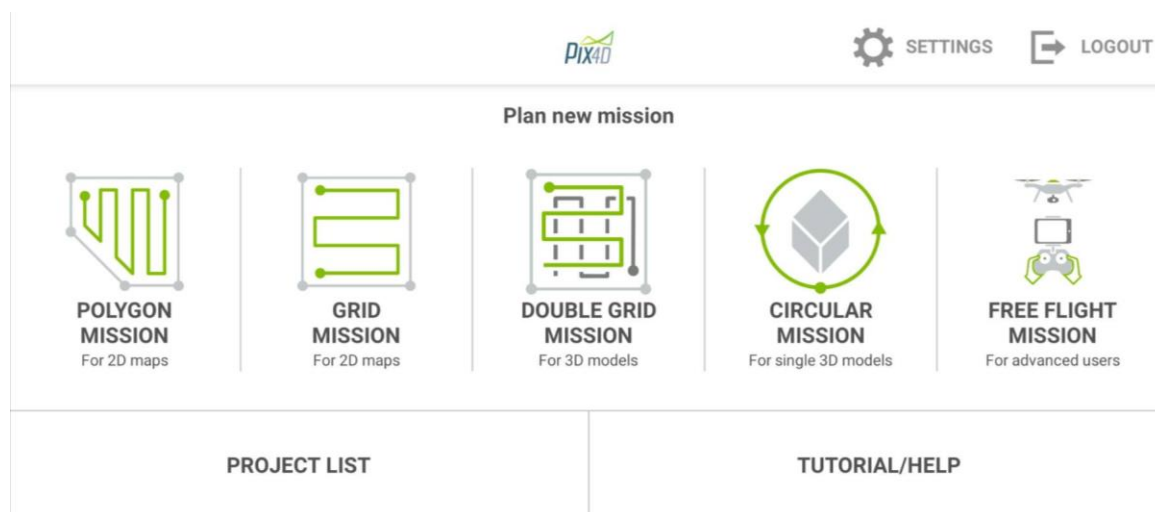 PIX4D
SETTINGS
LOGOUT
Plan new mission
POLYGON
MISSION
For 2D maps
GRID
MISSION
For 2D maps
DOUBLE GRID
MISSION
For 3D models
CIRCULAR
MISSION
For single 3D models
FREE FLIGHT
MISSION
For advanced users
PROJECT LIST
TUTORIAL/HELP